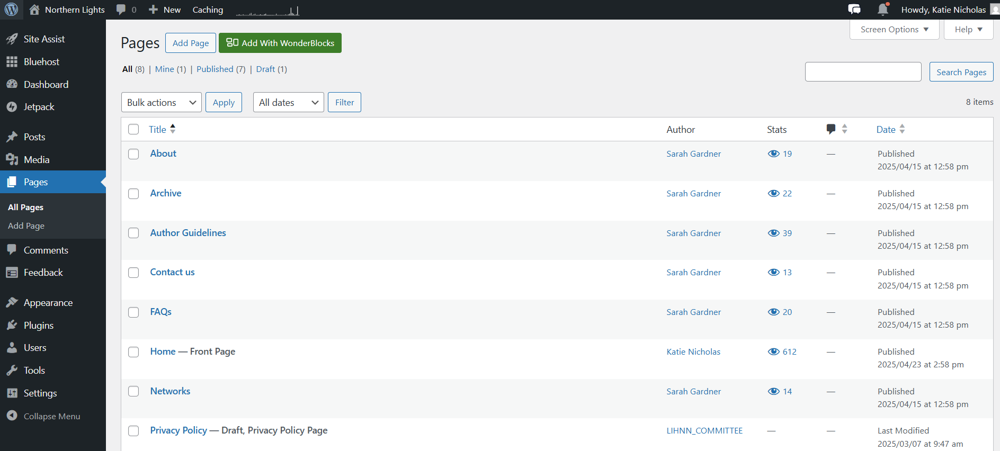 Northern Lights 0 New Caching Howdy, Katie Nicholas
Site Assist
Bluehost
Dashboard
Jetpack
Posts
Media
Pages
All Pages
Add Page
Comments
Feedback
Appearance
Plugins
Users
Tools
Settings
Collapse Menu
Screen Options Help
Pages Add Page Add With WonderBlocks
All (8) | Mine (1) | Published (7) | Draft (1)
Search Pages
Bulk actions Apply All dates Filter 8 items
Title Author Stats Date
About Sarah Gardner 19 — Published
2025/04/15 at 12:58 pm
Archive Sarah Gardner 22 — Published
2025/04/15 at 12:58 pm
Author Guidelines Sarah Gardner 39 — Published
2025/04/15 at 12:58 pm
Contact us Sarah Gardner 13 — Published
2025/04/15 at 12:58 pm
FAQs Sarah Gardner 20 — Published
2025/04/15 at 12:58 pm
Home — Front Page Katie Nicholas 612 — Published
2025/04/23 at 2:58 pm
Networks Sarah Gardner 14 — Published
2025/04/15 at 12:58 pm
Privacy Policy — Draft, Privacy Policy Page LIHNN_COMMITTEE — — Last Modified
2025/03/07 at 9:47 am